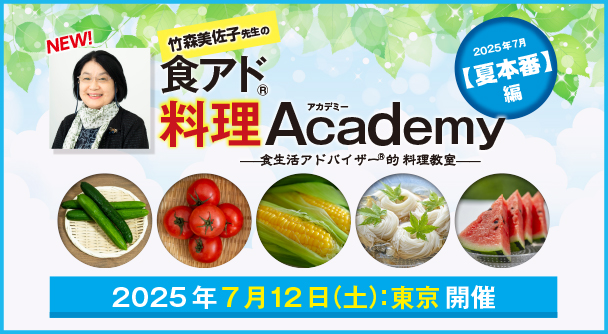 NEW!
竹森美佐子先生の
食アド®
料理Academy
アカデミー
食生活アドバイザー®的 料理教室
2025年7月
【夏本番】
編
2025年7月12日(土):東京 開催